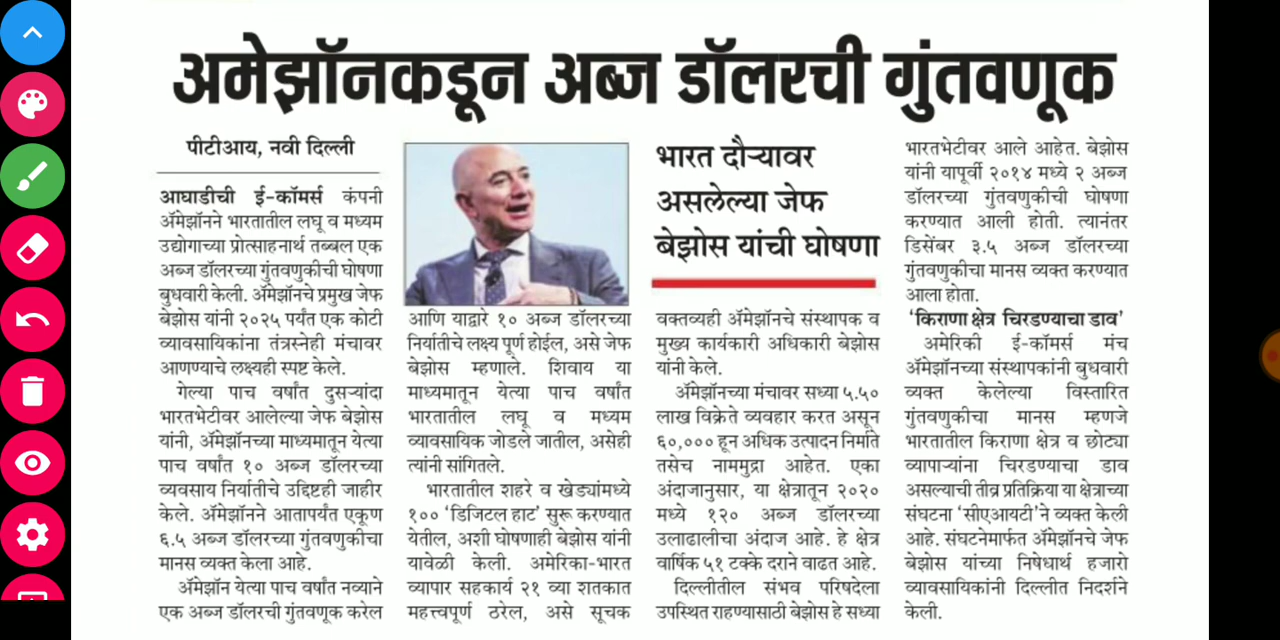 अमेझॉनकडून अब्ज डॉलरची गुंतवणूक
पीटीआय, नवी दिल्ली
आघाडीची ई-कॉमर्स कंपनी
ॲमेझॉनने भारतातील लघू व मध्यम
उद्योगाच्या प्रोत्साहनार्थ तब्बल एक
अब्ज डॉलरच्या गुंतवणुकीची घोषणा
बुधवारी केली. ॲमेझॉनचे प्रमुख जेफ
बेझोस यांनी २०२५ पर्यंत एक कोटी
व्यावसायिकांना तंत्रस्नेही मंचावर
आणण्याचे लक्ष्यही स्पष्ट केले.
गेल्या पाच वर्षांत दुसऱ्यांदा
भारतभेटीवर आलेल्या जेफ बेझोस
यांनी, ॲमेझॉनच्या माध्यमातून येत्या
पाच वर्षांत १० अब्ज डॉलरच्या
व्यवसाय निर्यातीचे उद्दिष्टही जाहीर
केले. ॲमेझॉनने आतापर्यंत एकूण
६.५ अब्ज डॉलरच्या गुंतवणुकीचा
मानस व्यक्त केला आहे.
ॲमेझॉन येत्या पाच वर्षांत नव्याने
एक अब्ज डॉलरची गुंतवणूक करेल
आणि याद्वारे १० अब्ज डॉलरच्या
निर्यातीचे लक्ष्य पूर्ण होईल, असे जेफ
बेझोस म्हणाले. शिवाय या
माध्यमातून येत्या पाच वर्षांत
भारतातील लघू व मध्यम
व्यावसायिक जोडले जातील, असेही
त्यांनी सांगितले.
भारतातील शहरे व खेड्यांमध्ये
१०० ‘डिजिटल हाट’ सुरू करण्यात
येतील, अशी घोषणाही बेझोस यांनी
यावेळी केली. अमेरिका-भारत
व्यापार सहकार्य २१ व्या शतकात
महत्त्वपूर्ण ठरेल, असे सूचक
भारत दौऱ्यावर
असलेल्या जेफ
बेझोस यांची घोषणा
वक्तव्यही ॲमेझॉनचे संस्थापक व
मुख्य कार्यकारी अधिकारी बेझोस
यांनी केले.
ॲमेझॉनच्या मंचावर सध्या ५.५०
लाख विक्रेते व्यवहार करत असून
६०,००० हून अधिक उत्पादन निर्माते
तसेच नाममुद्रा आहेत. एका
अंदाजानुसार, या क्षेत्रातून २०२०
मध्ये १२० अब्ज डॉलरच्या
उलाढालीचा अंदाज आहे. हे क्षेत्र
वार्षिक ५१ टक्के दराने वाढत आहे.
दिल्लीतील संभव परिषदेला
उपस्थित राहण्यासाठी बेझोस हे सध्या
भारतभेटीवर आले आहेत. बेझोस
यांनी यापूर्वी २०१४ मध्ये २ अब्ज
डॉलरच्या गुंतवणुकीची घोषणा
करण्यात आली होती. त्यानंतर
डिसेंबर ३.५ अब्ज डॉलरच्या
गुंतवणुकीचा मानस व्यक्त करण्यात
आला होता.
‘किराणा क्षेत्र चिरडण्याचा डाव’
अमेरिकी ई-कॉमर्स मंच
ॲमेझॉनच्या संस्थापकांनी बुधवारी
व्यक्त केलेल्या विस्तारित
गुंतवणुकीचा मानस म्हणजे
भारतातील किराणा क्षेत्र व छोट्या
व्यापाऱ्यांना चिरडण्याचा डाव
असल्याची तीव्र प्रतिक्रिया या क्षेत्राच्या
संघटना ‘सीएआयटी’ने व्यक्त केली
आहे. संघटनेमार्फत ॲमेझॉनचे जेफ
बेझोस यांच्या निषेधार्थ हजारो
व्यावसायिकांनी दिल्लीत निदर्शने
केली.